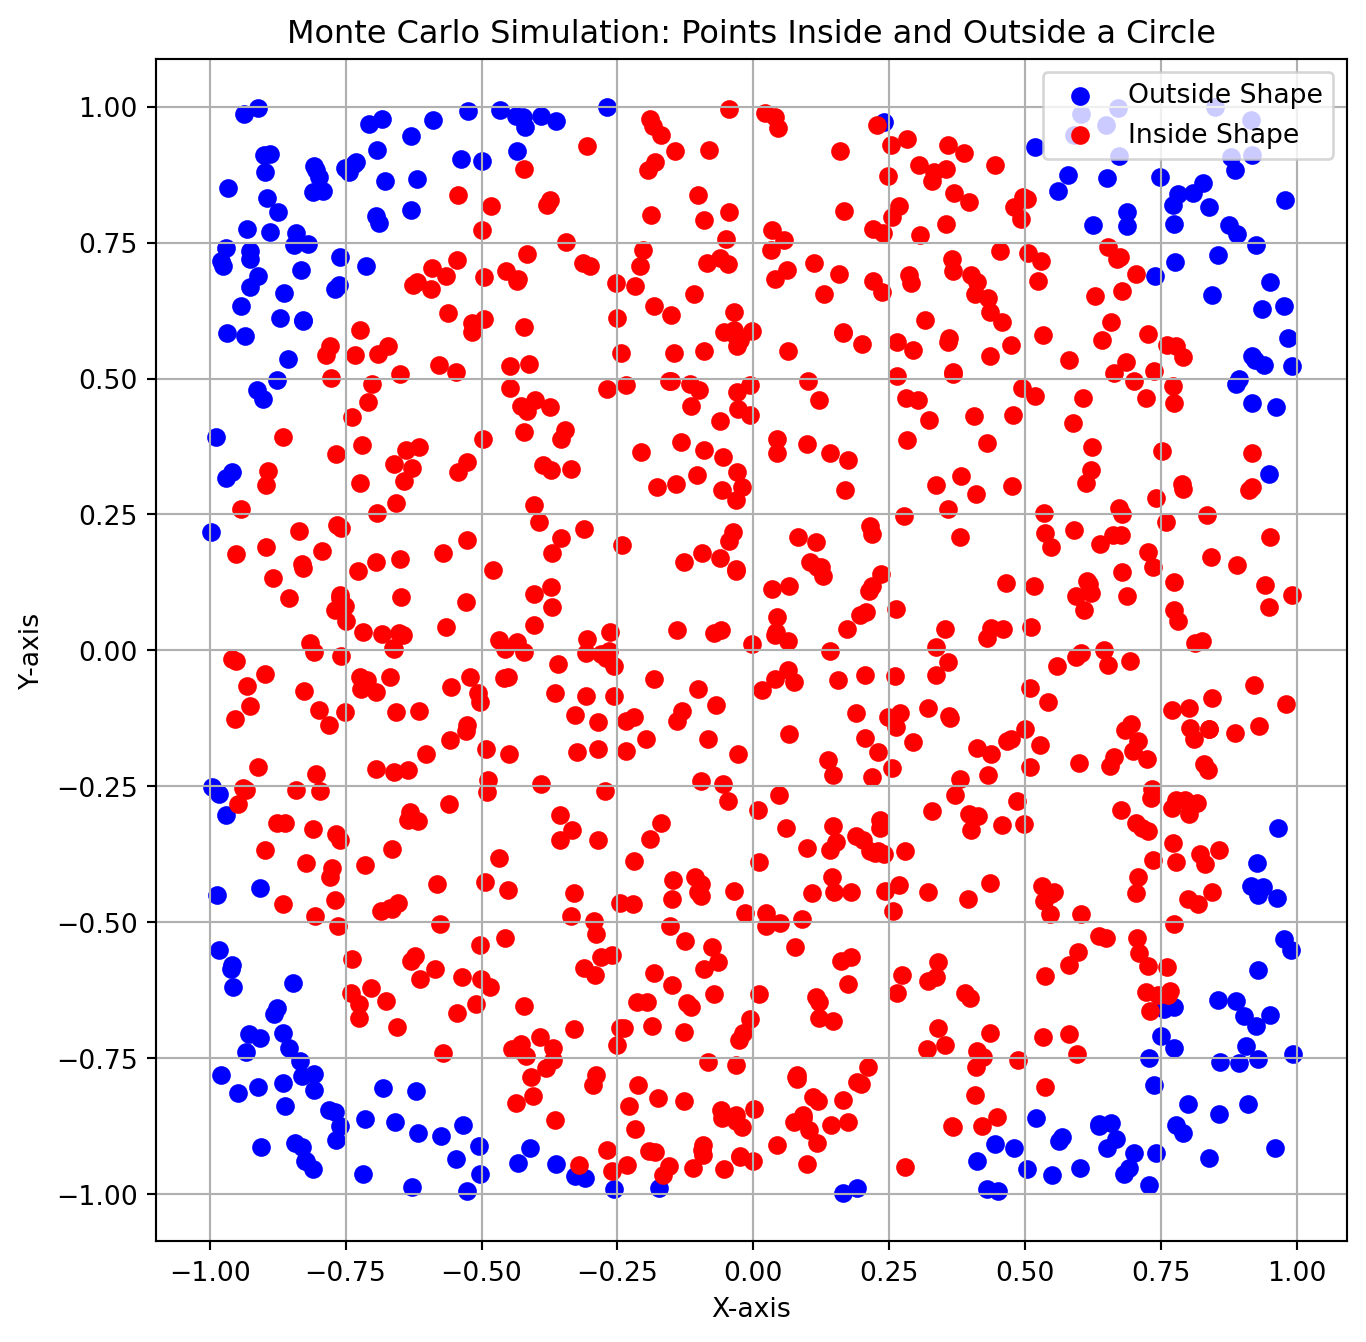 Monte Carlo Simulation: Points Inside and Outside a Circle
Outside Shape
Inside Shape
Y-axis
1.00
0.75
0.50
0.25
0.00
−0.25
−0.50
−0.75
−1.00
−1.00 −0.75 −0.50 −0.25 0.00 0.25 0.50 0.75 1.00
X-axis